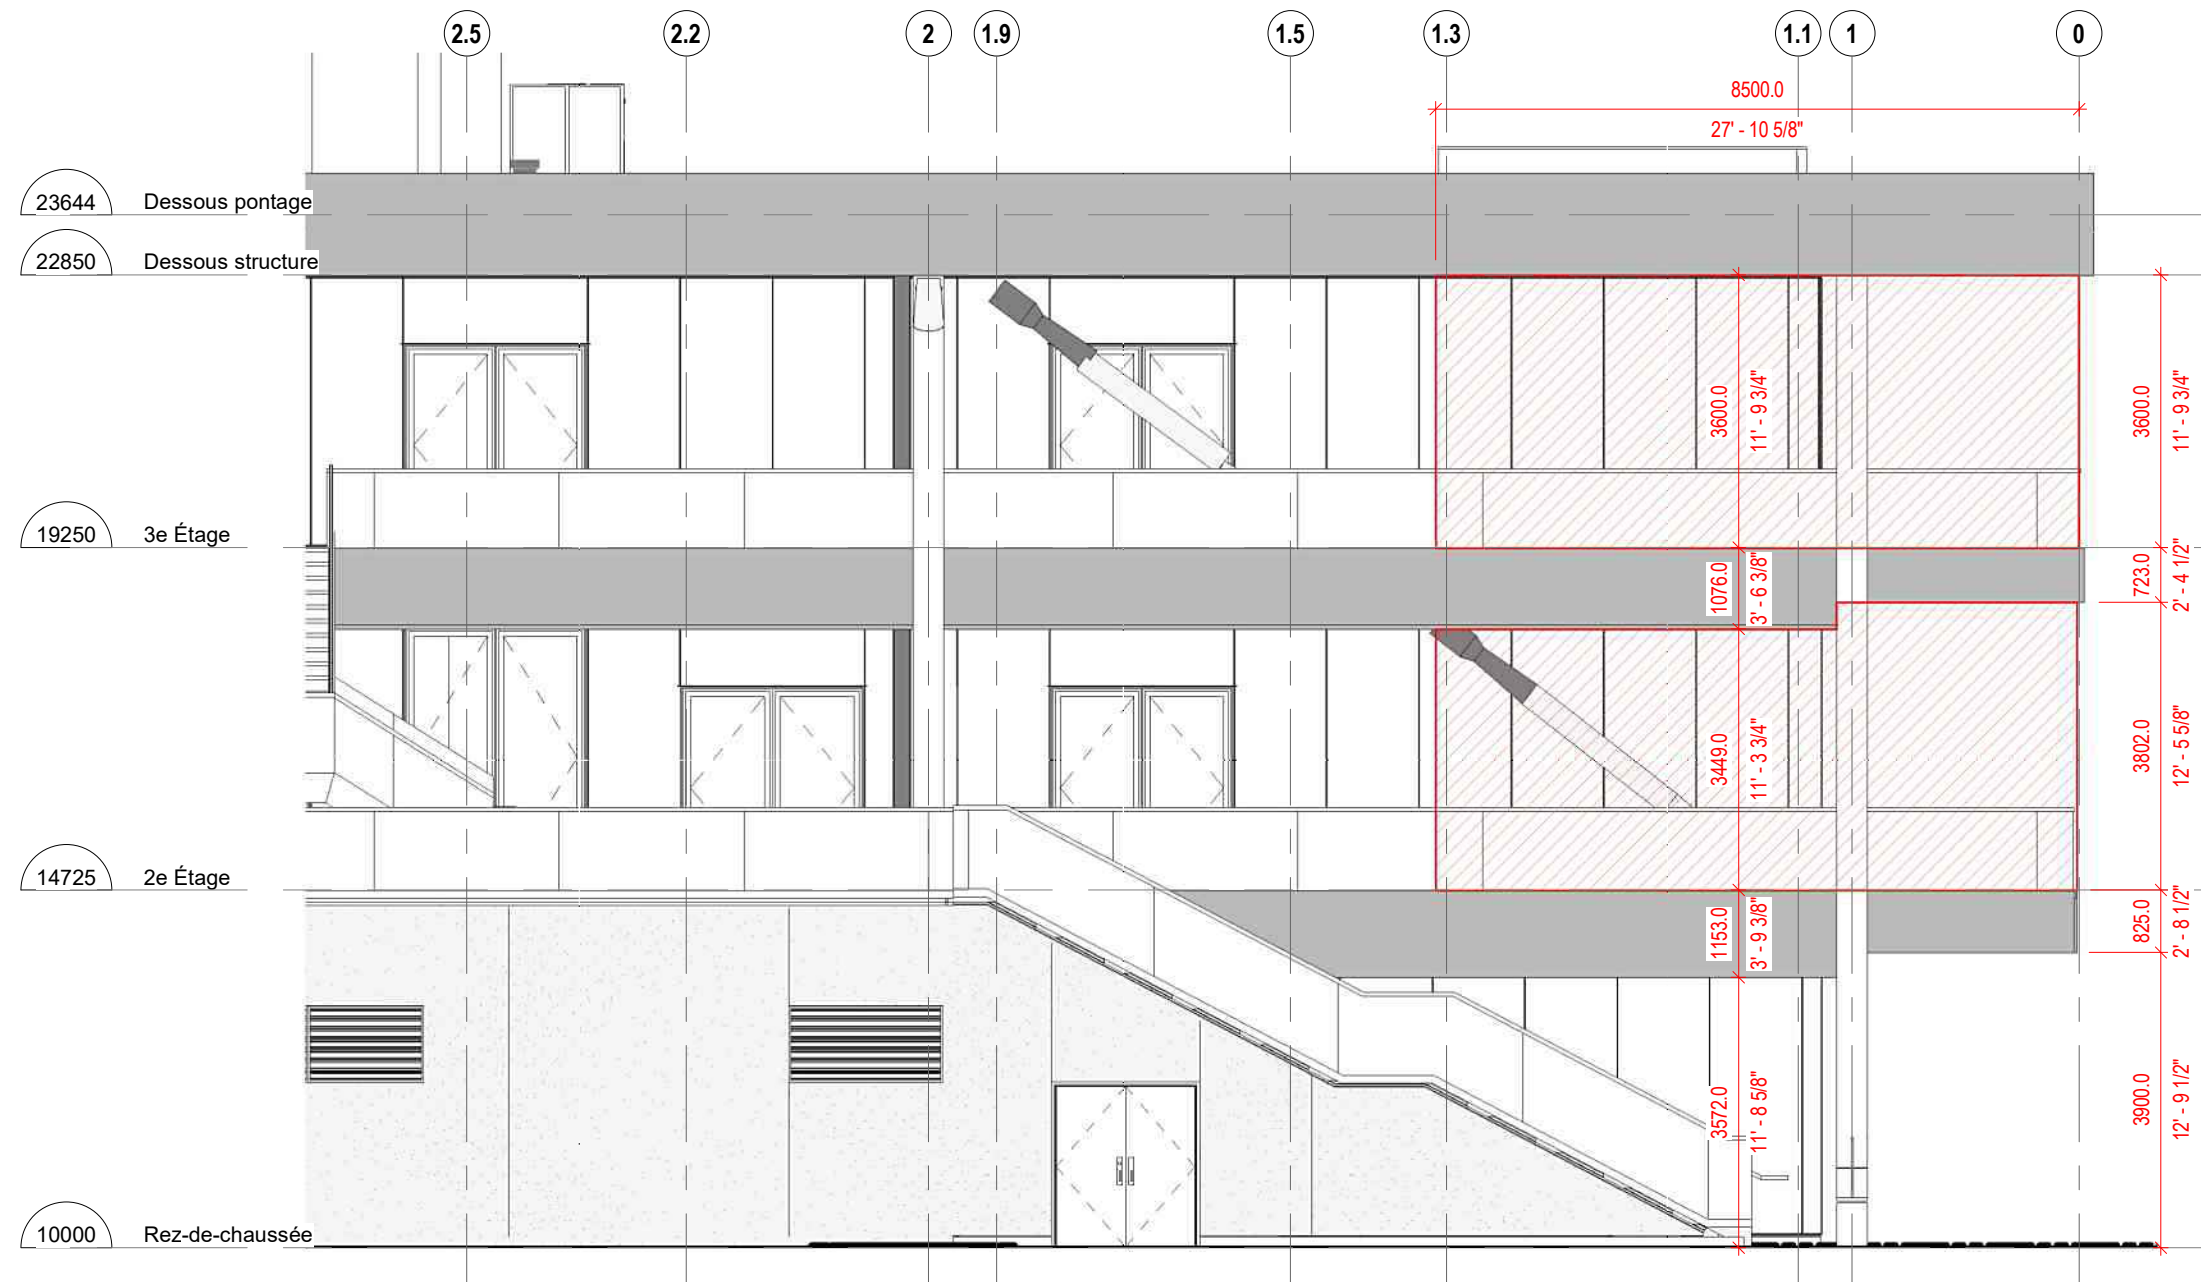 2.5 2.2 2 1.9 1.5 1.3 1.1 1 0
8500.0
27' - 10 5/8"
23644 Dessous pontage
22850 Dessous structure
3600.0
11' - 9 3/4"
3600.0
11' - 9 3/4"
19250 3e Étage
1076.0
3' - 6 3/8"
723.0
2' - 4 1/2"
3449.0
11' - 3 3/4"
3802.0
12' - 5 5/8"
14725 2e Étage
1153.0
3' - 9 3/8"
825.0
2' - 8 1/2"
3572.0
11' - 8 5/8"
3900.0
12' - 9 1/2"
10000 Rez-de-chaussée